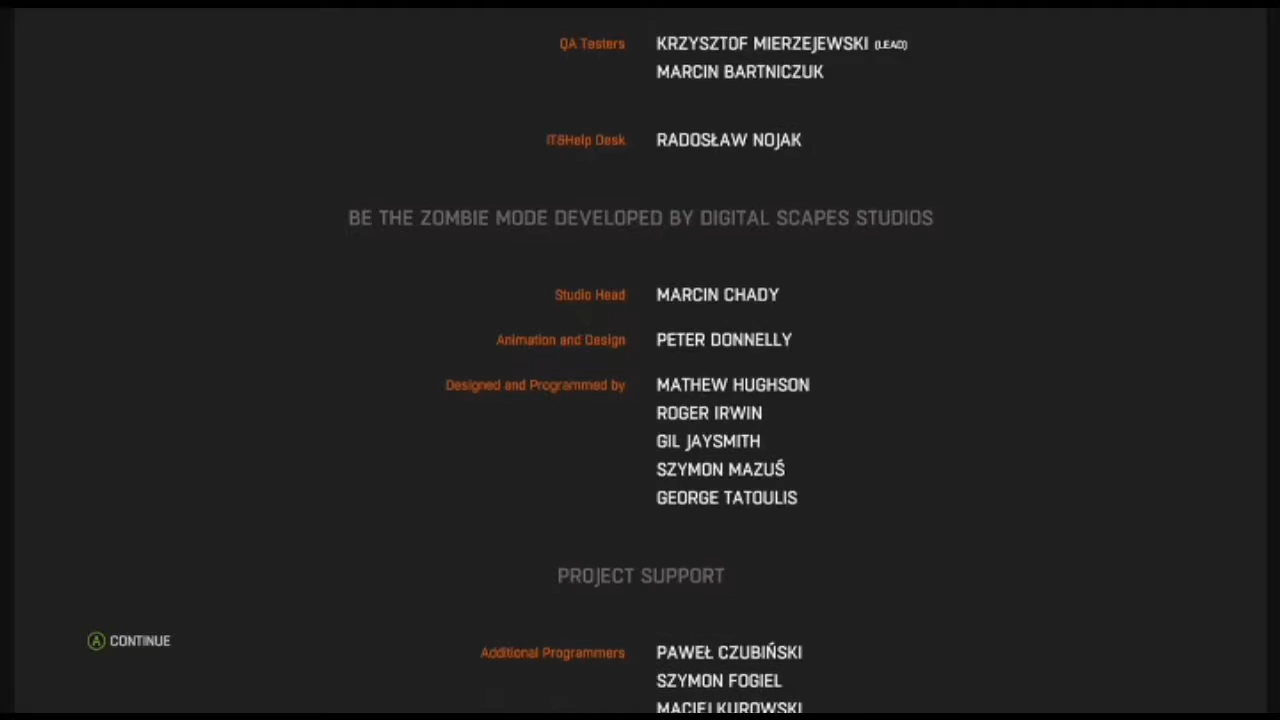 QA Testers KRZYSZTOF MIERZEJEWSKI (LEAD)
MARCIN BARTNICZUK
IT&Help Desk RADOSŁAW NOJAK
BE THE ZOMBIE MODE DEVELOPED BY DIGITAL SCAPES STUDIOS
Studio Head MARCIN CHADY
Animation and Design PETER DONNELLY
Designed and Programmed by MATHEW HUGHSON
ROGER IRWIN
GIL JAYSMITH
SZYMON MAZUŚ
GEORGE TATOULIS
PROJECT SUPPORT
A CONTINUE
Additional Programmers PAWEŁ CZUBIŃSKI
SZYMON FOGIEL
MACIEJ KUROWSKI